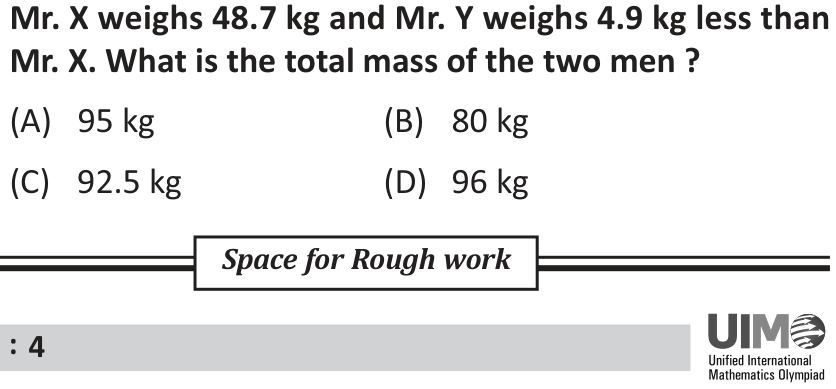 Mr. X weighs 48.7 kg and Mr. Y weighs 4.9 kg less than
Mr. X. What is the total mass of the two men ?
(A) 95 kg (B) 80 kg
(C) 92.5 kg (D) 96 kg
Space for Rough work
: 4
UIMO
Unified International
Mathematics Olympiad